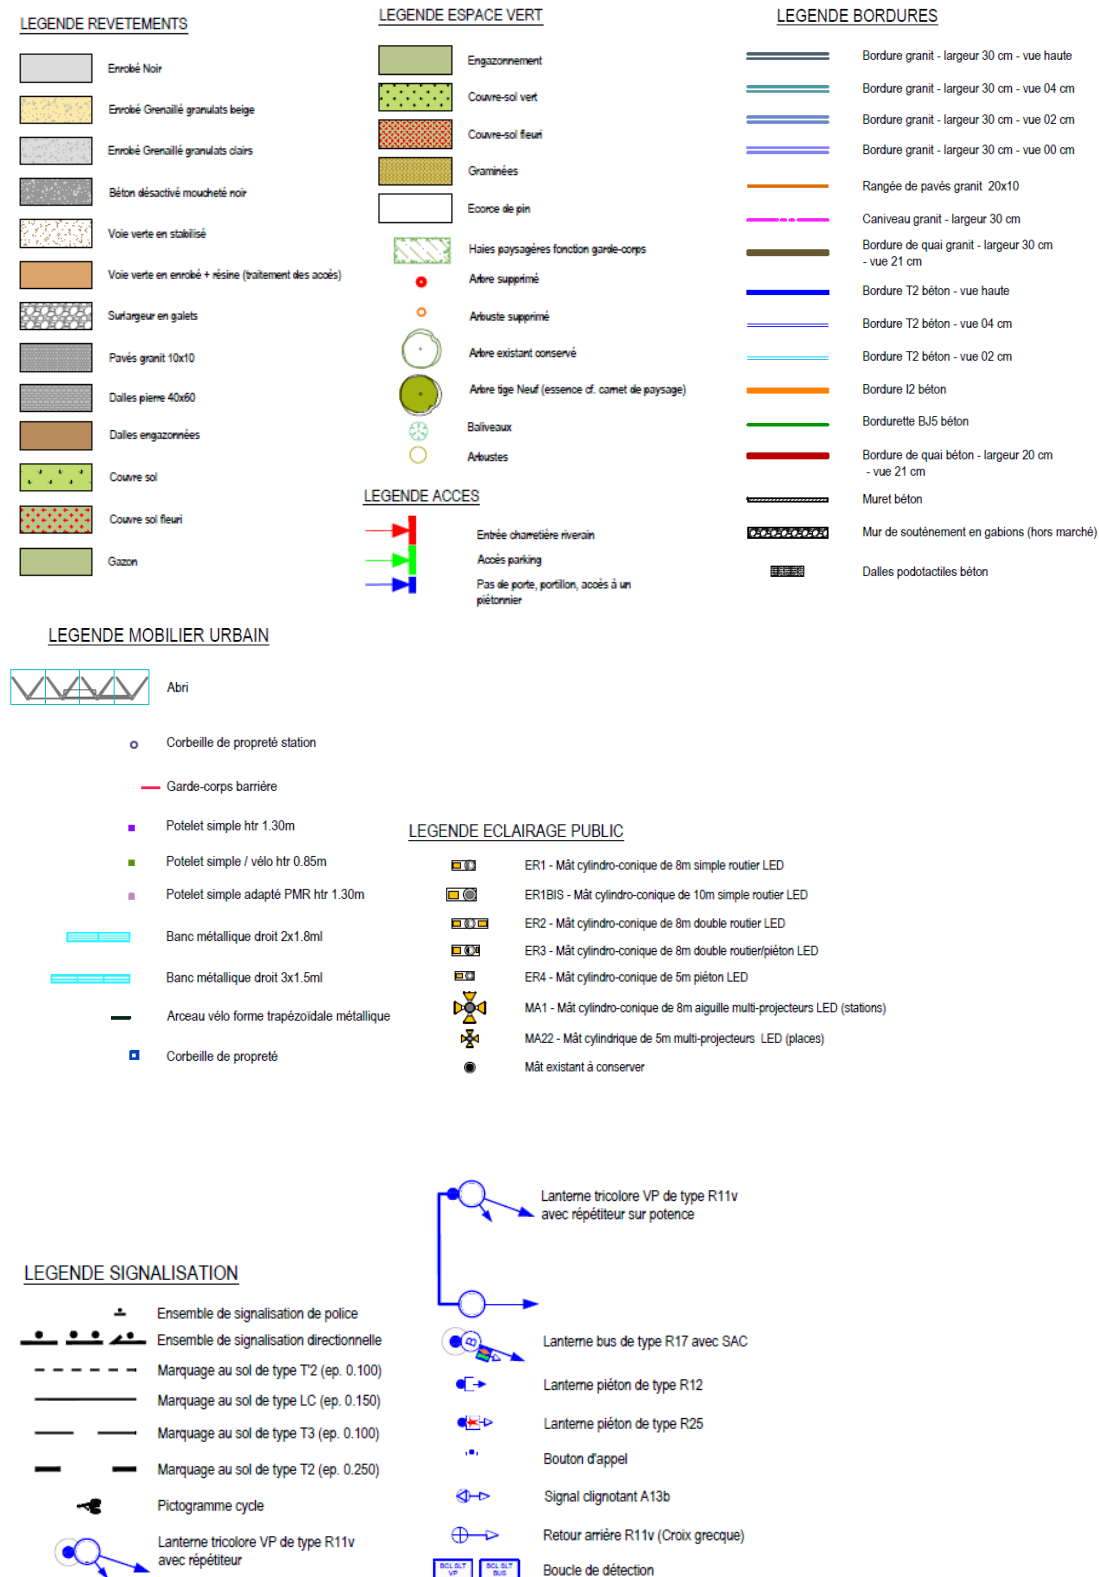 LEGENDE REVETEMENTS
Enrobé Noir
Enrobé Grenaillé granulats beige
Enrobé Grenaillé granulats clairs
Béton désactivé moucheté noir
Voie verte en stabilisé
Voie verte en enrobé + résine (traitement des accès)
Surlargeur en galets
Pavés granit 10x10
Dalles pierre 40x60
Dalles engazonnées
Couvre sol
Couvre sol fleuri
Gazon
LEGENDE ESPACE VERT
Engazonnement
Couvre-sol vert
Couvre-sol fleuri
Graminées
Ecorce de pin
Haies paysagères fonction garde-corps
Arbre supprimé
Arbuste supprimé
Arbre existant conservé
Arbre tige Neuf (essence cf. carnet de paysage)
Baliveaux
Arbustes
LEGENDE ACCES
Entrée charretière riverain
Accès parking
Pas de porte, portillon, accès à un
piétonnier
LEGENDE BORDURES
Bordure granit - largeur 30 cm - vue haute
Bordure granit - largeur 30 cm - vue 04 cm
Bordure granit - largeur 30 cm - vue 02 cm
Bordure granit - largeur 30 cm - vue 00 cm
Rangée de pavés granit 20x10
Caniveau granit - largeur 30 cm
Bordure de quai granit - largeur 30 cm
- vue 21 cm
Bordure T2 béton - vue haute
Bordure T2 béton - vue 04 cm
Bordure T2 béton - vue 02 cm
Bordure I2 béton
Bordurette BJ5 béton
Bordure de quai béton - largeur 20 cm
- vue 21 cm
Muret béton
Mur de soutènement en gabions (hors marché)
Dalles podotactiles béton
LEGENDE MOBILIER URBAIN
Abri
Corbeille de propreté station
Garde-corps barrière
Potelet simple htr 1.30m
Potelet simple / vélo htr 0.85m
Potelet simple adapté PMR htr 1.30m
Banc métallique droit 2x1.8ml
Banc métallique droit 3x1.5ml
Arceau vélo forme trapézoïdale métallique
Corbeille de propreté
LEGENDE ECLAIRAGE PUBLIC
ER1 - Mât cylindro-conique de 8m simple routier LED
ER1BIS - Mât cylindro-conique de 10m simple routier LED
ER2 - Mât cylindro-conique de 8m double routier LED
ER3 - Mât cylindro-conique de 8m double routier/piéton LED
ER4 - Mât cylindro-conique de 5m piéton LED
MA1 - Mât cylindro-conique de 8m aiguille multi-projecteurs LED (stations)
MA22 - Mât cylindrique de 5m multi-projecteurs LED (places)
Mât existant à conserver
LEGENDE SIGNALISATION
Ensemble de signalisation de police
Ensemble de signalisation directionnelle
Marquage au sol de type T'2 (ep. 0.100)
Marquage au sol de type LC (ep. 0.150)
Marquage au sol de type T3 (ep. 0.100)
Marquage au sol de type T2 (ep. 0.250)
Pictogramme cycle
Lanterne tricolore VP de type R11v
avec répétiteur
Lanterne tricolore VP de type R11v
avec répétiteur sur potence
B
Lanterne bus de type R17 avec SAC
Lanterne piéton de type R12
Lanterne piéton de type R25
Bouton d'appel
Signal clignotant A13b
Retour arrière R11v (Croix grecque)
BCL SLT
VP
BCL SLT
BUS
Boucle de détection